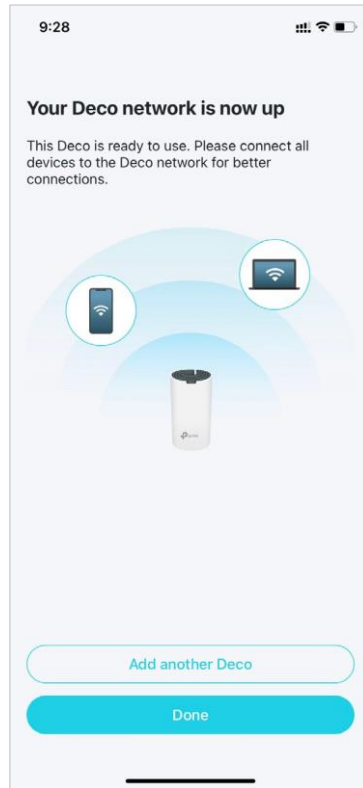 9:28
Your Deco network is now up
This Deco is ready to use. Please connect all
devices to the Deco network for better
connections.
Add another Deco
Done